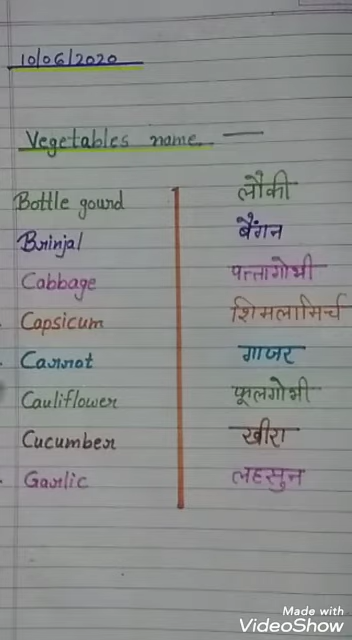 10/06/2020
Vegetables name —
Bottle gourd लौकी
Brinjal बैंगन
Cabbage पत्तागोभी
Capsicum शिमलामिर्च
Carrot गाजर
Cauliflower फूलगोभी
Cucumber खीरा
Garlic लहसुन
Made with
VideoShow